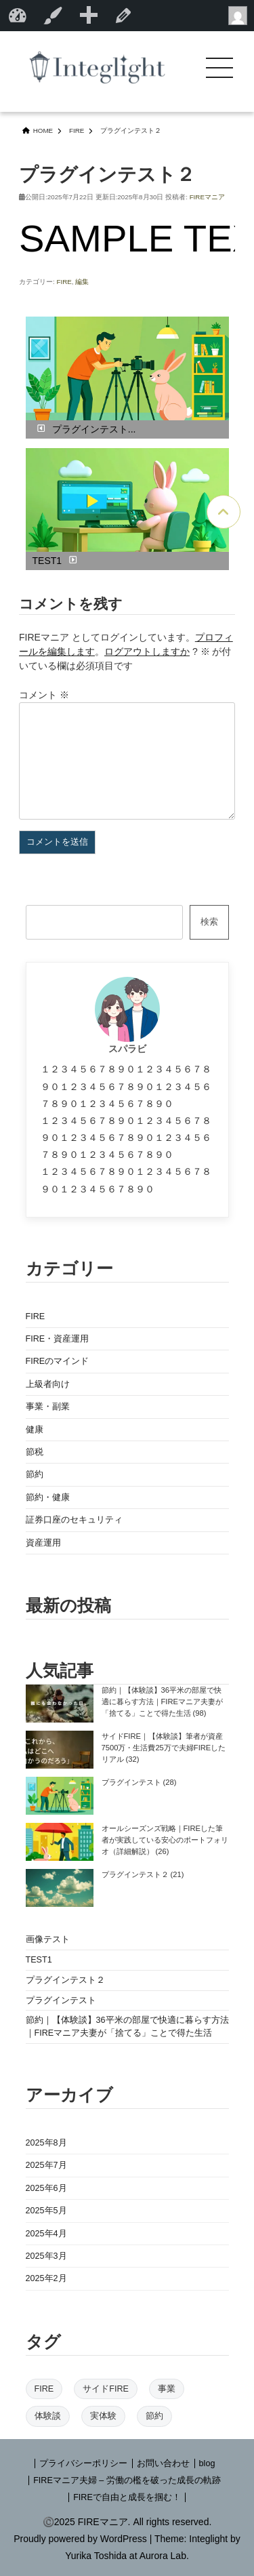 Integlight
HOME > FIRE > プラグインテスト２
プラグインテスト２
公開日:2025年7月22日 更新日:2025年8月30日 投稿者: FIREマニア
SAMPLE TE
カテゴリー: FIRE, 編集
プラグインテスト...
TEST1
コメントを残す
FIREマニア としてログインしています。プロフィ
ールを編集します。ログアウトしますか ? ※ が付
いている欄は必須項目です
コメント ※
コメントを送信
検索
スパラビ
１２３４５６７８９０１２３４５６７８
９０１２３４５６７８９０１２３４５６
７８９０１２３４５６７８９０
１２３４５６７８９０１２３４５６７８
９０１２３４５６７８９０１２３４５６
７８９０１２３４５６７８９０
１２３４５６７８９０１２３４５６７８
９０１２３４５６７８９０
カテゴリー
FIRE
FIRE・資産運用
FIREのマインド
上級者向け
事業・副業
健康
節税
節約
節約・健康
証券口座のセキュリティ
資産運用
最新の投稿
人気記事
節約｜【体験談】36平米の部屋で快
適に暮らす方法｜FIREマニア夫妻が
「捨てる」ことで得た生活 (98)
サイドFIRE｜【体験談】筆者が資産
7500万・生活費25万で夫婦FIREした
リアル (32)
プラグインテスト (28)
オールシーズンズ戦略｜FIREした筆
者が実践している安心のポートフォリ
オ（詳細解説） (26)
プラグインテスト２ (21)
画像テスト
TEST1
プラグインテスト２
プラグインテスト
節約｜【体験談】36平米の部屋で快適に暮らす方法
｜FIREマニア夫妻が「捨てる」ことで得た生活
アーカイブ
2025年8月
2025年7月
2025年6月
2025年5月
2025年4月
2025年3月
2025年2月
タグ
FIRE サイドFIRE 事業
体験談 実体験 節約
| プライバシーポリシー | お問い合わせ | blog
| FIREマニア夫婦 – 労働の檻を破った成長の軌跡
| FIREで自由と成長を掴む！ |
©2025 FIREマニア. All rights reserved.
Proudly powered by WordPress | Theme: Integlight by
Yurika Toshida at Aurora Lab.